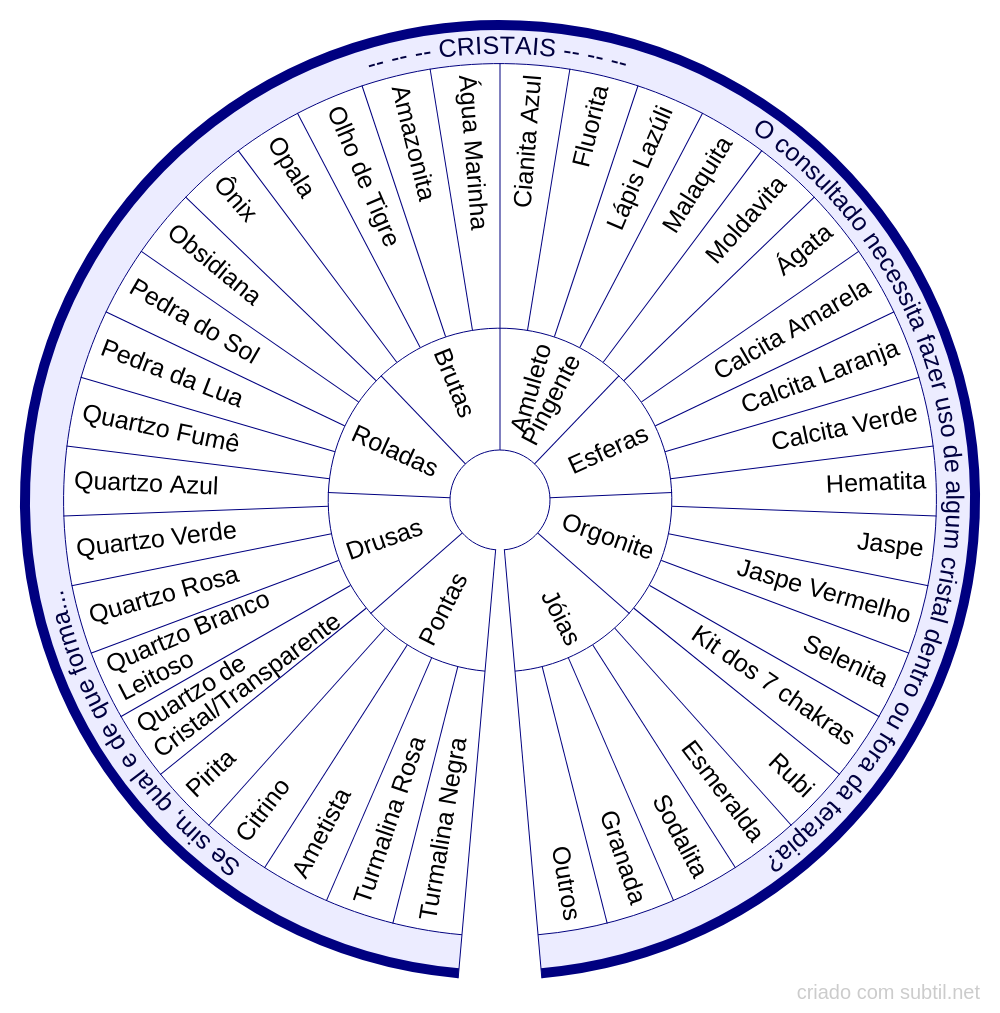 -- -- -- CRISTAIS -- -- --
O consultado necessita fazer uso de algum cristal dentro ou fora da terapia?
Se sim, qual e de que forma...
Turmalina Negra
Turmalina Rosa
Ametista
Citrino
Pirita
Quartzo de
Cristal/Transparente
Quartzo Branco
Leitoso
Quartzo Rosa
Quartzo Verde
Quartzo Azul
Quartzo Fumê
Pedra da Lua
Pedra do Sol
Obsidiana
Ônix
Opala
Olho de Tigre
Amazonita
Água Marinha
Cianita Azul
Fluorita
Lápis Lazúli
Malaquita
Moldavita
Ágata
Calcita Amarela
Calcita Laranja
Calcita Verde
Hematita
Jaspe
Jaspe Vermelho
Selenita
Kit dos 7 chakras
Rubi
Esmeralda
Sodalita
Granada
Outros
Pontas
Drusas
Roladas
Brutas
Amuleto
Pingente
Esferas
Orgonite
Jóias
criado com subtil.net